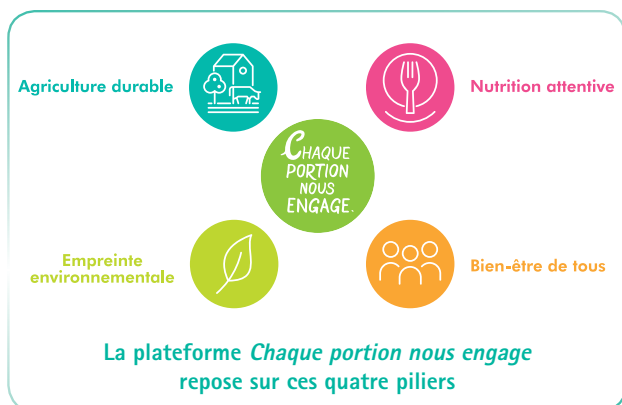 Agriculture durable
Nutrition attentive
CHAQUE
PORTION
NOUS
ENGAGE.
Empreinte
environnementale
Bien-être de tous
La plateforme Chaque portion nous engage
repose sur ces quatre piliers